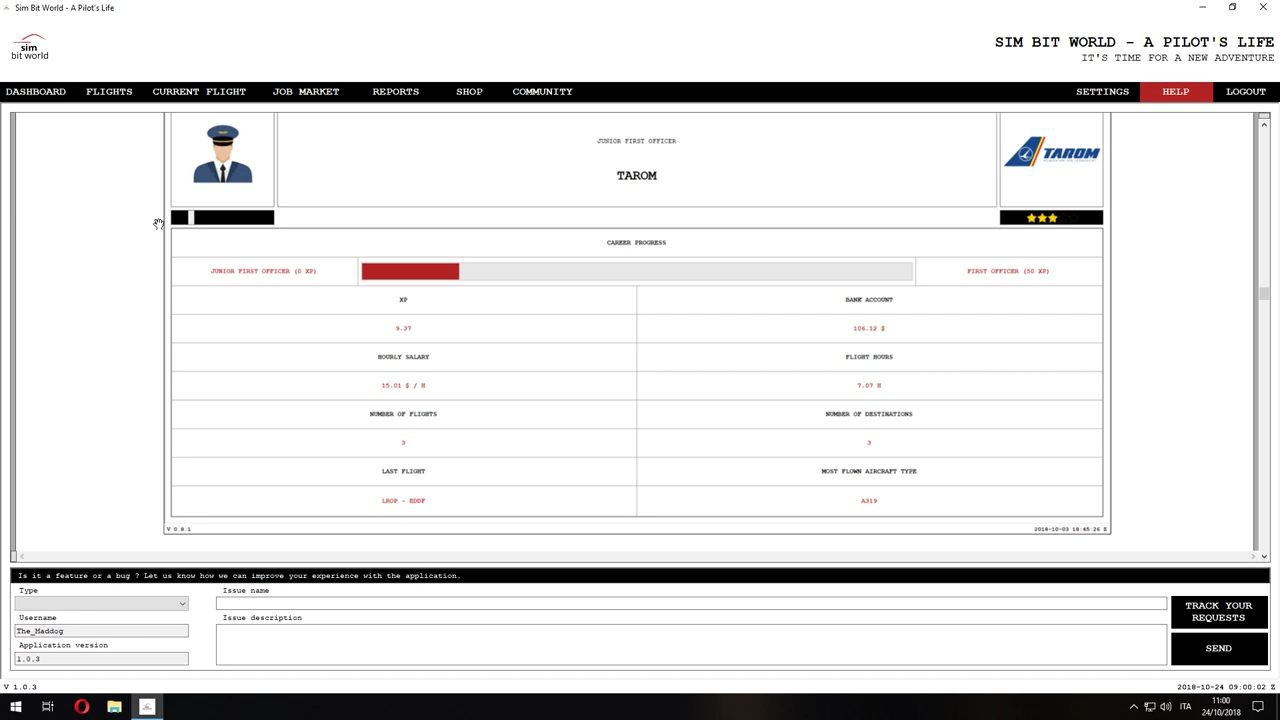 Sim Bit World - A Pilot's Life
sim
bit world
SIM BIT WORLD - A PILOT'S LIFE
IT'S TIME FOR A NEW ADVENTURE
DASHBOARD FLIGHTS CURRENT FLIGHT JOB MARKET REPORTS SHOP COMMUNITY SETTINGS HELP LOGOUT
JUNIOR FIRST OFFICER
TAROM
TAROM
CAREER PROGRESS
JUNIOR FIRST OFFICER (0 XP) FIRST OFFICER (50 XP)
XP BANK ACCOUNT
9.37 106.12 $
HOURLY SALARY FLIGHT HOURS
15.01 $ / H 7.07 H
NUMBER OF FLIGHTS NUMBER OF DESTINATIONS
3 3
LAST FLIGHT MOST FLOWN AIRCRAFT TYPE
LROP - EDDF A319
V 0.8.1 2018-10-03 18:45:26 Z
Is it a feature or a bug ? Let us know how we can improve your experience with the application.
Type Issue name
Username Issue description
The_Maddog
Application version
1.0.3
TRACK YOUR
REQUESTS
SEND
V 1.0.3 2018-10-24 09:00:02 Z
ITA
11:00
24/10/2018